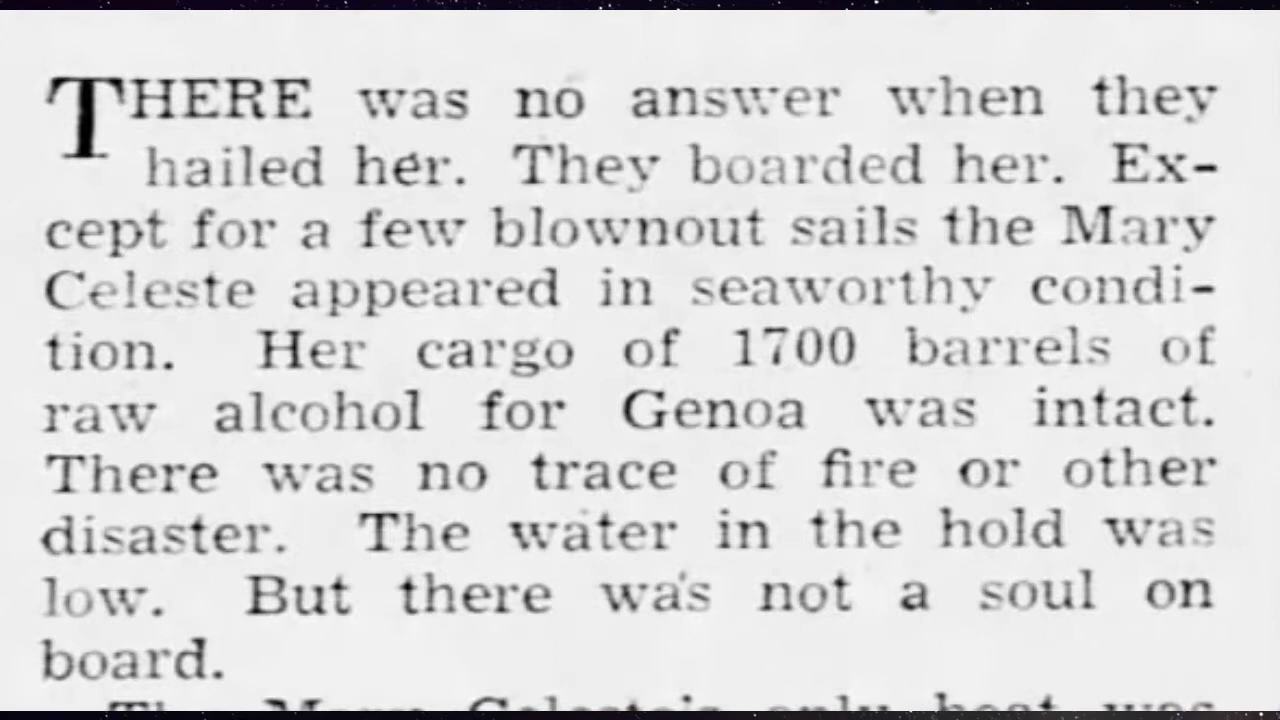 THERE was no answer when they
hailed her. They boarded her. Ex-
cept for a few blownout sails the Mary
Celeste appeared in seaworthy condi-
tion. Her cargo of 1700 barrels of
raw alcohol for Genoa was intact.
There was no trace of fire or other
disaster. The water in the hold was
low. But there was not a soul on
board.